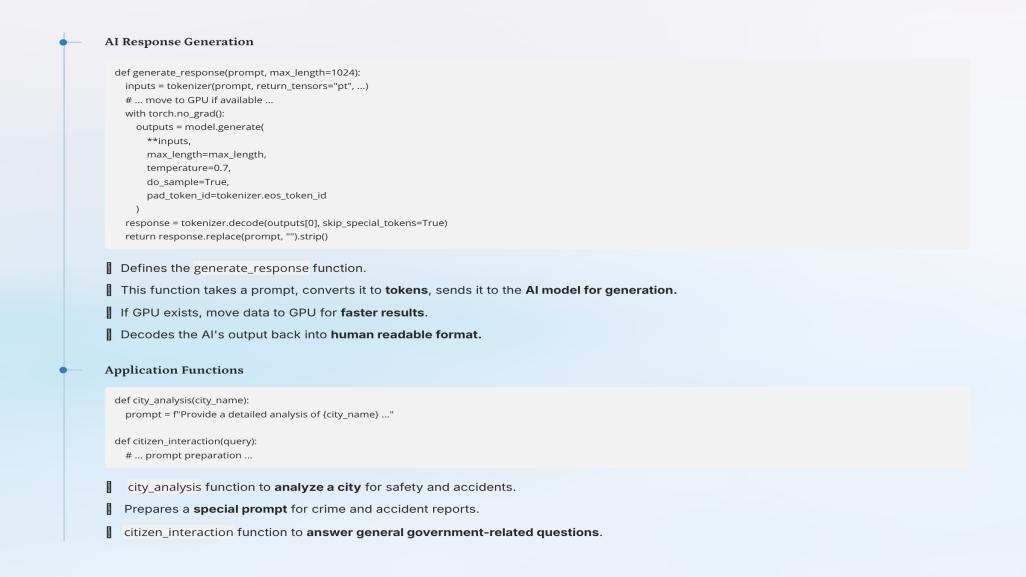 AI Response Generation
def generate_response(prompt, max_length=1024):
    inputs = tokenizer(prompt, return_tensors="pt", ...)
    # ... move to GPU if available ...
    with torch.no_grad():
        outputs = model.generate(
            **inputs,
            max_length=max_length,
            temperature=0.7,
            do_sample=True,
            pad_token_id=tokenizer.eos_token_id
        )
    response = tokenizer.decode(outputs[0], skip_special_tokens=True)
    return response.replace(prompt, "").strip()
Defines the generate_response function.
This function takes a prompt, converts it to tokens, sends it to the AI model for generation.
If GPU exists, move data to GPU for faster results.
Decodes the AI's output back into human readable format.
Application Functions
def city_analysis(city_name):
    prompt = f"Provide a detailed analysis of {city_name} ..."
def citizen_interaction(query):
    # ... prompt preparation ...
city_analysis function to analyze a city for safety and accidents.
Prepares a special prompt for crime and accident reports.
citizen_interaction function to answer general government-related questions.